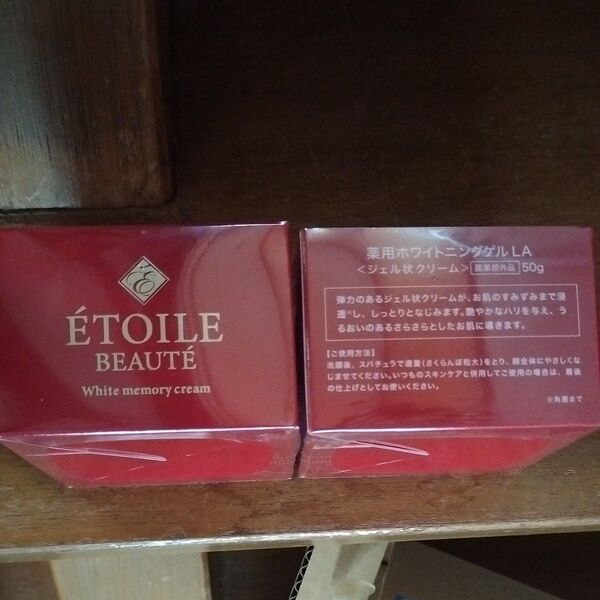 E
ÉTOILE
BEAUTÉ
White memory cream
薬用ホワイトニングゲル LA
＜ジェル状クリーム＞ 医薬部外品 50g
弾力のあるジェル状クリームが、お肌のすみずみまで浸
透※し、しっとりとなじみます。艶やかなハリを与え、う
るおいのあるさらさらとしたお肌に導きます。
【ご使用方法】
洗顔後、スパチュラで適量（さくらんぼ粒大）をとり、顔全体にやさしくな
じませてください。いつものスキンケアと併用してご使用の場合は、最後
の仕上げとしてお使いください。
※角層まで